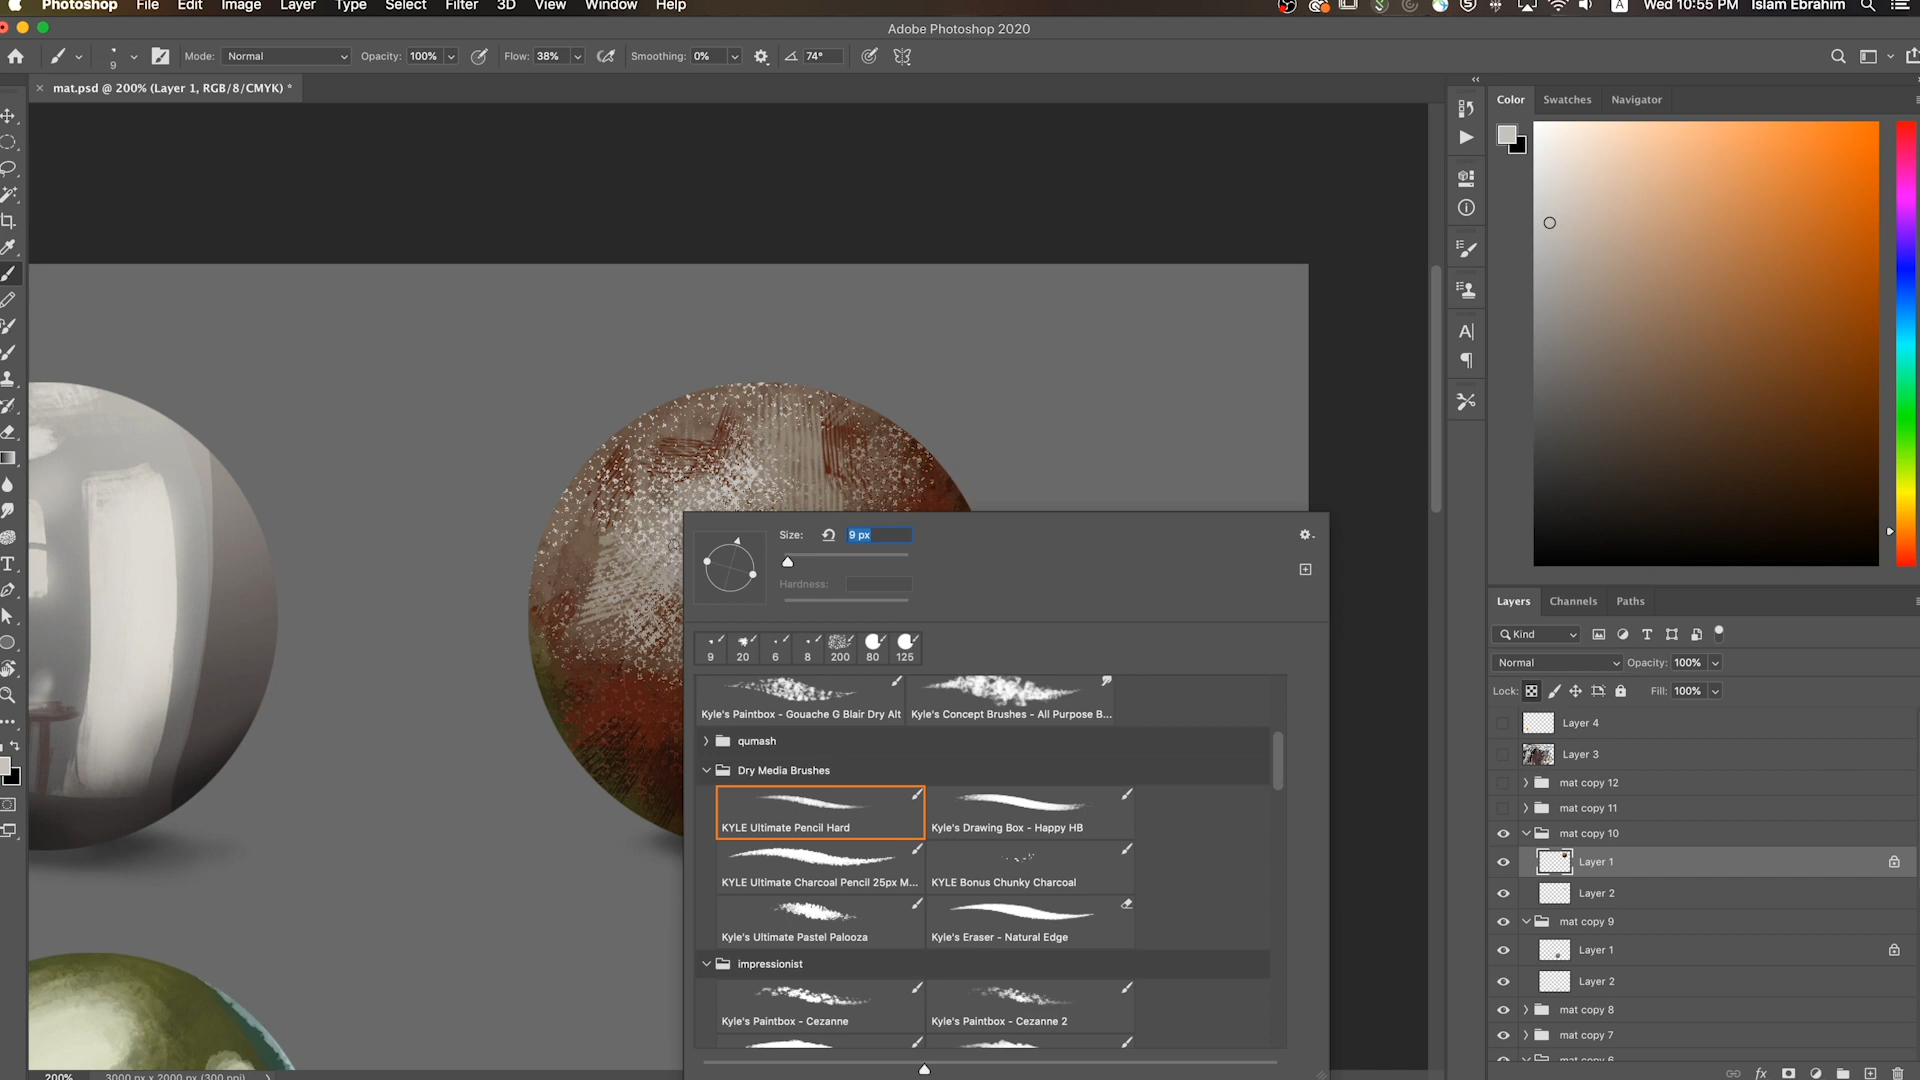 Photoshop File Edit Image Layer Type Select Filter 3D View Window Help A Wed 10:55 PM Islam Ebrahim
Adobe Photoshop 2020
9 Mode: Normal Opacity: 100% Flow: 38% Smoothing: 0% 74°
mat.psd @ 200% (Layer 1, RGB/8/CMYK) *
Color Swatches Navigator
Size: 9 px
Hardness:
9 20 6 8 200 80 125
Kyle's Paintbox - Gouache G Blair Dry Alt
Kyle's Concept Brushes - All Purpose B...
qumash
Dry Media Brushes
KYLE Ultimate Pencil Hard
Kyle's Drawing Box - Happy HB
KYLE Ultimate Charcoal Pencil 25px M...
KYLE Bonus Chunky Charcoal
Kyle's Ultimate Pastel Palooza
Kyle's Eraser - Natural Edge
impressionist
Kyle's Paintbox - Cezanne
Kyle's Paintbox - Cezanne 2
Layers Channels Paths
Kind
Normal Opacity: 100%
Lock: Fill: 100%
Layer 4
Layer 3
mat copy 12
mat copy 11
mat copy 10
Layer 1
Layer 2
mat copy 9
Layer 1
Layer 2
mat copy 8
mat copy 7
mat copy 6
fx
200% 3000 px x 2000 px (300 ppi)